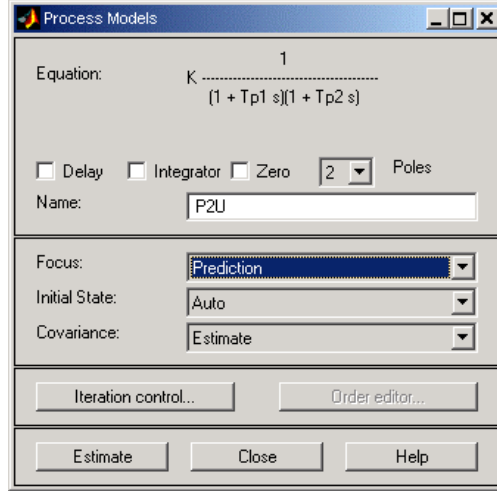 Process Models
Equation:
1
K ----------------------------------------
(1 + Tp1 s)(1 + Tp2 s)
Delay Integrator Zero 2 Poles
Name: P2U
Focus: Prediction
Initial State: Auto
Covariance: Estimate
Iteration control... Order editor...
Estimate Close Help